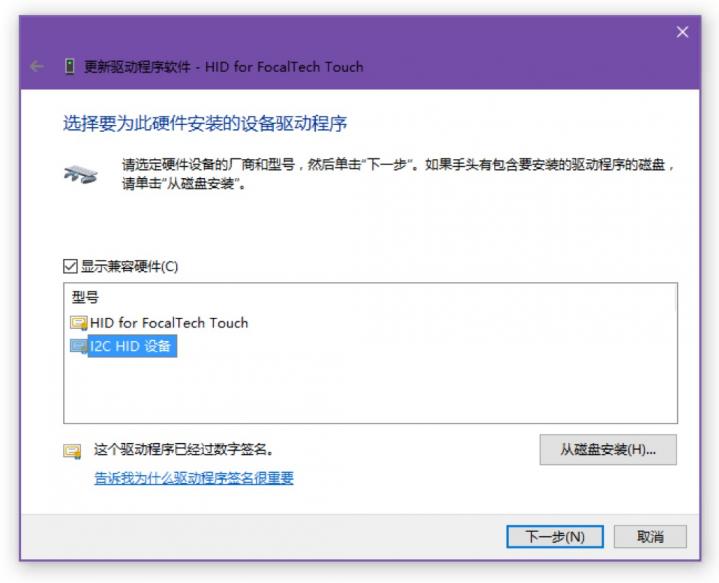 更新驱动程序软件 - HID for FocalTech Touch
选择要为此硬件安装的设备驱动程序
请选定硬件设备的厂商和型号，然后单击"下一步"。如果手头有包含要安装的驱动程序的磁盘，
请单击"从磁盘安装"。
显示兼容硬件(C)
型号
HID for FocalTech Touch
I2C HID 设备
这个驱动程序已经过数字签名。
从磁盘安装(H)...
告诉我为什么驱动程序签名很重要
下一步(N)
取消